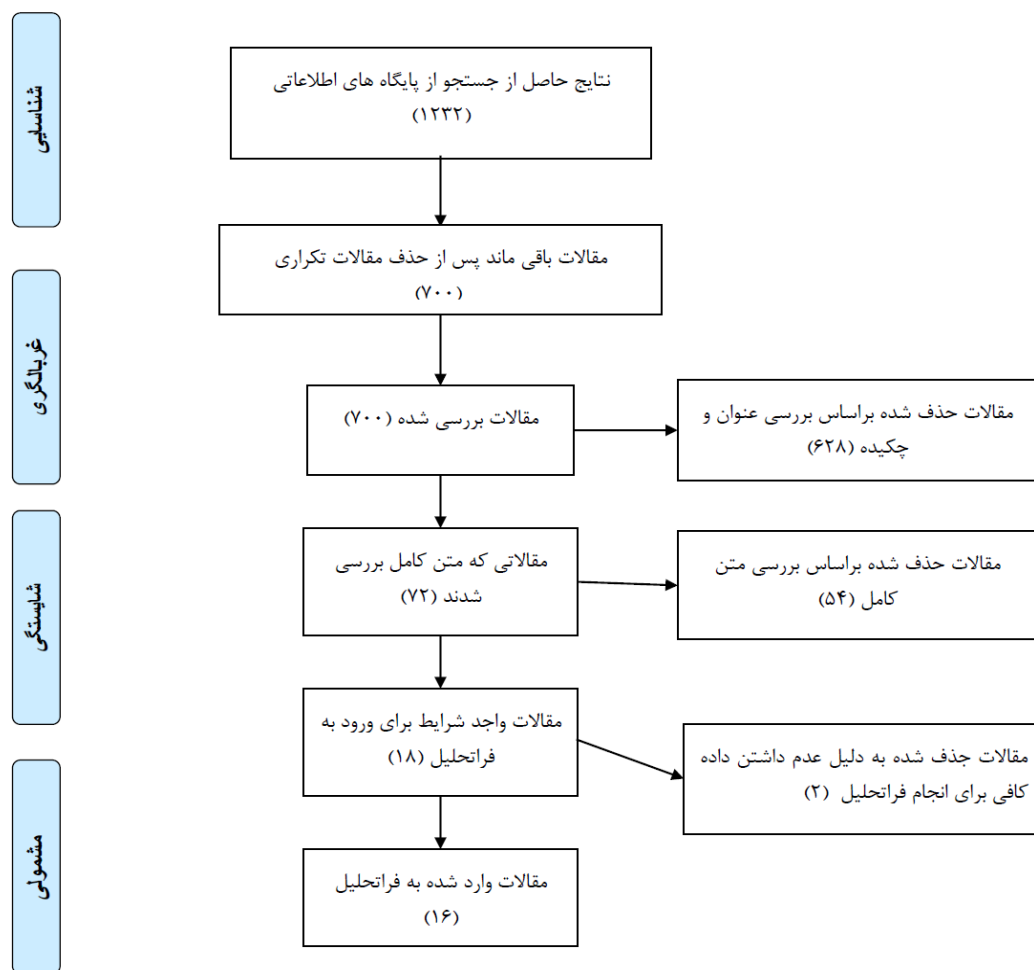 شناسایی
نتایج حاصل از جستجو از پایگاه های اطلاعاتی
(۱۲۳۲)
مقالات باقی ماند پس از حذف مقالات تکراری
(۷۰۰)
غربالگری
مقالات بررسی شده (۷۰۰)
مقالات حذف شده براساس بررسی عنوان و
چکیده (۶۲۸)
شایستگی
مقالاتی که متن کامل بررسی
شدند (۷۲)
مقالات حذف شده براساس بررسی متن
کامل (۵۴)
مقالات واجد شرایط برای ورود به
فراتحلیل (۱۸)
مقالات جذف شده به دلیل عدم داشتن داده
کافی برای انجام فراتحلیل (۲)
مشمولی
مقالات وارد شده به فراتحلیل
(۱۶)